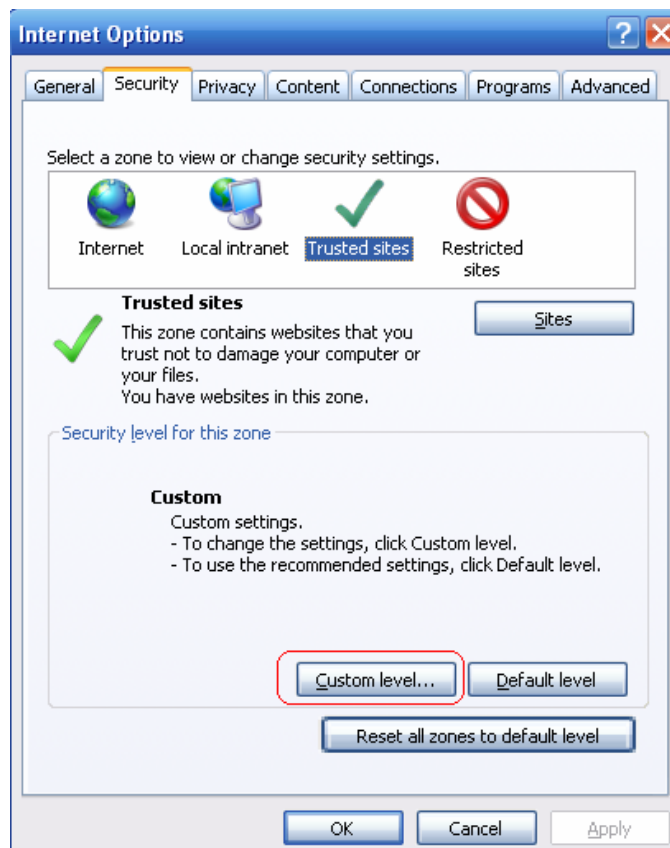 Internet Options
General Security Privacy Content Connections Programs Advanced
Select a zone to view or change security settings.
Internet Local intranet Trusted sites Restricted
sites
Trusted sites
Sites
This zone contains websites that you
trust not to damage your computer or
your files.
You have websites in this zone.
Security level for this zone
Custom
Custom settings.
- To change the settings, click Custom level.
- To use the recommended settings, click Default level.
Custom level... Default level
Reset all zones to default level
OK Cancel Apply